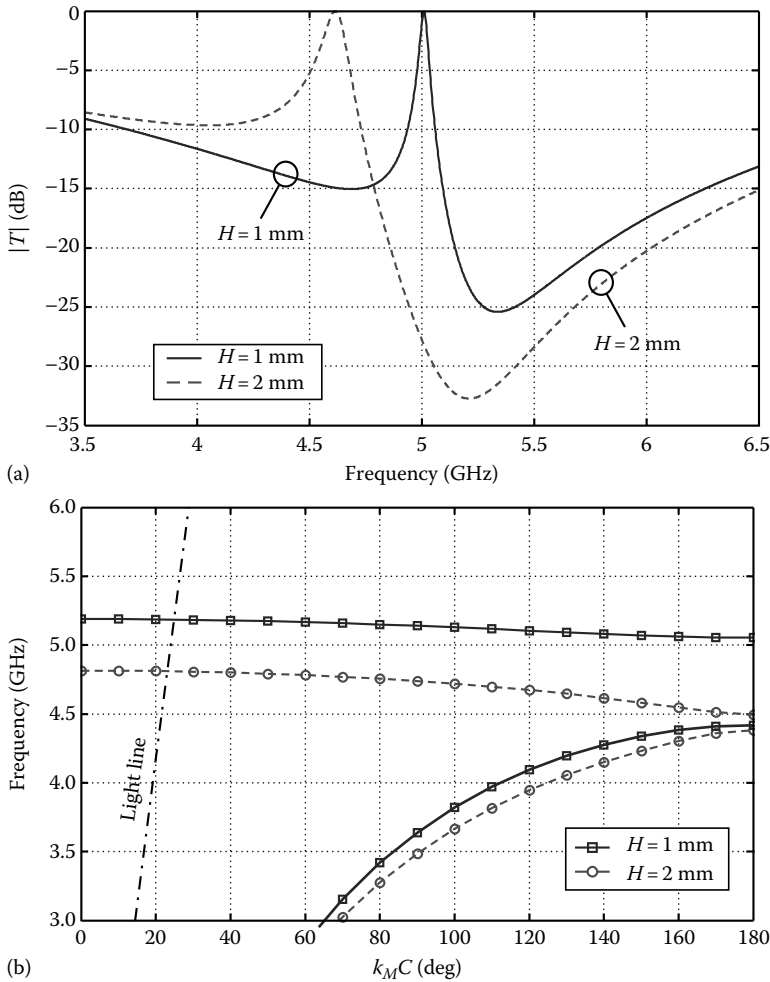 0
−5
−10
−15
−20
−25
−30
−35
|T| (dB)
H = 1 mm
H = 2 mm
H = 1 mm
H = 2 mm
3.5 4 4.5 5 5.5 6 6.5
(a) Frequency (GHz)
6.0
5.5
5.0
4.5
4.0
3.5
3.0
Frequency (GHz)
Light line
H = 1 mm
H = 2 mm
0 20 40 60 80 100 120 140 160 180
(b) k_M C (deg)